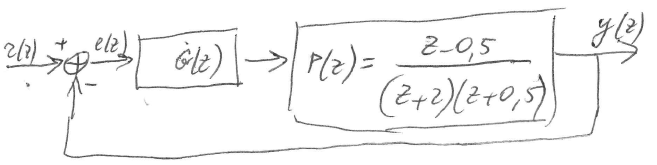 r(z) + e(z) G(z) P(z) = z-0,5 y(z)
- (z+2)(z+0,5)